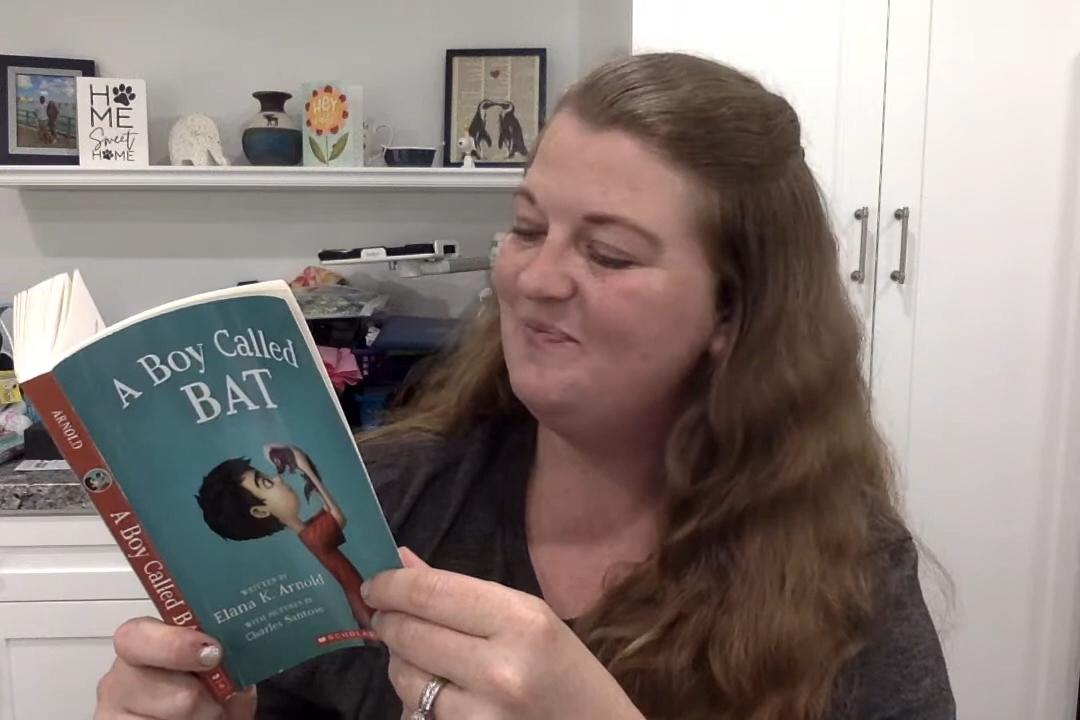 HOME
Sweet
HOME
HEY
A BOY CALLED
BAT
WRITTEN BY
ELANA K. ARNOLD
WITH PICTURES BY
Charles Santoso
SCHOLAS
ARNOLD
A BOY CALLED B